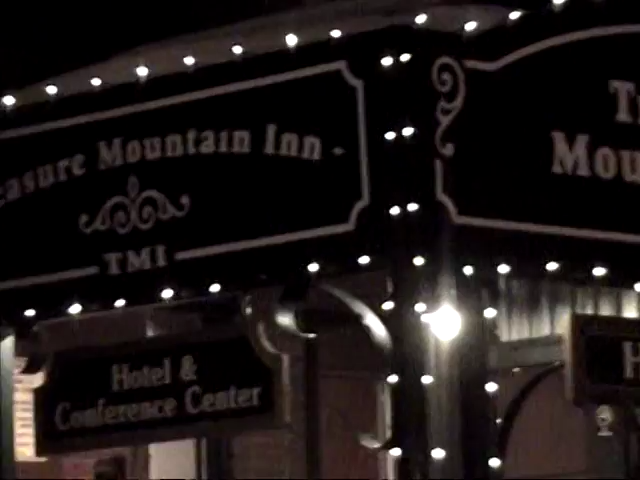 easure Mountain Inn
TMI
Hotel &
Conference Center
T
Mou
H